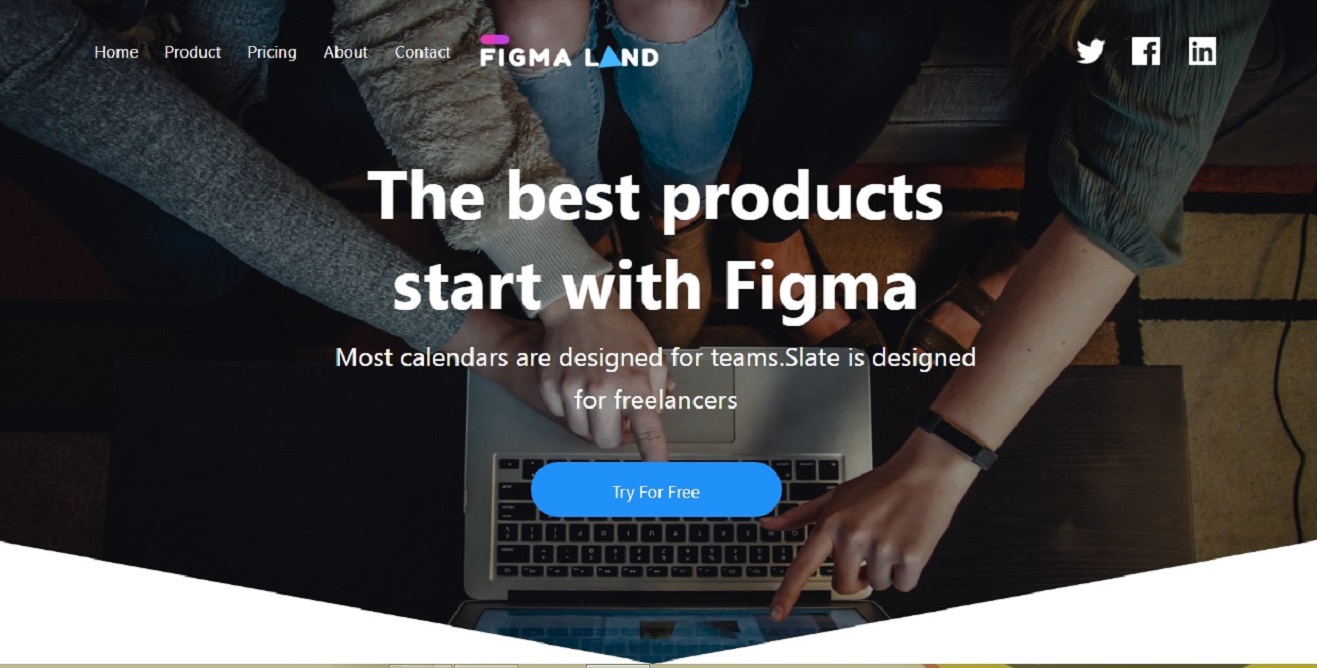 Home Product Pricing About Contact FIGMA LAND
The best products
start with Figma
Most calendars are designed for teams.Slate is designed
for freelancers
Try For Free